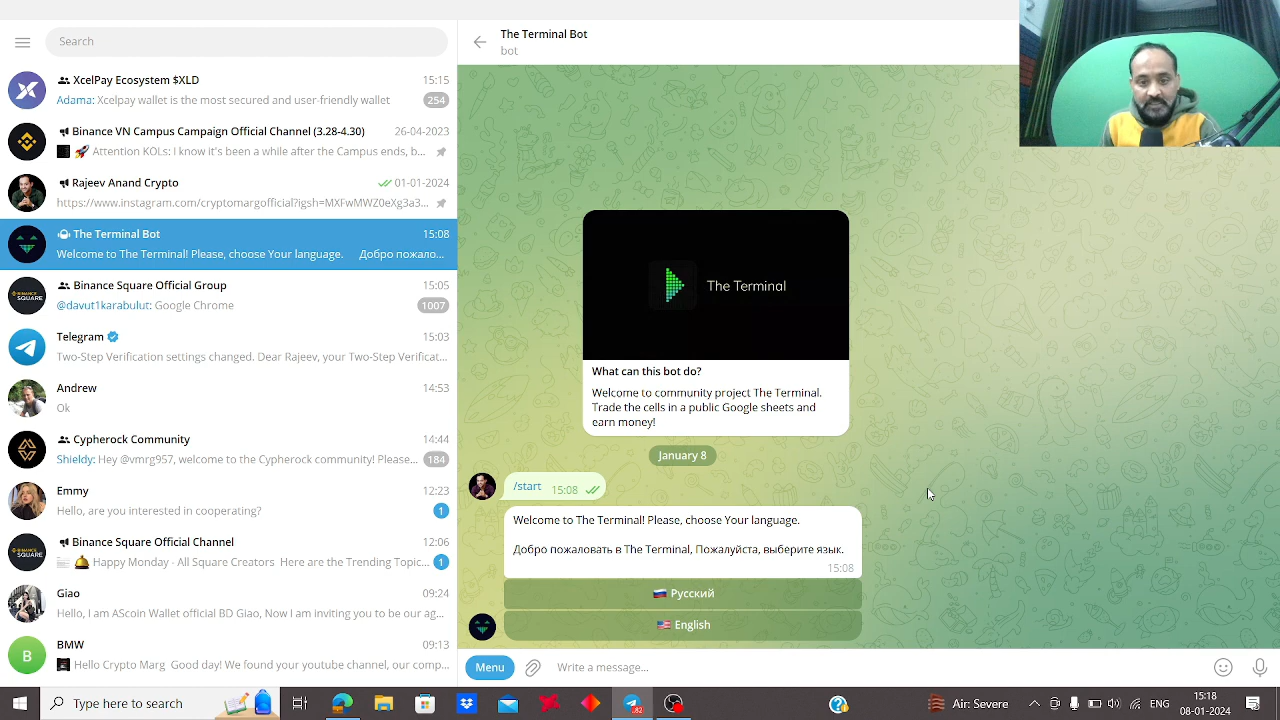 Search
XcelPay Ecosystem $XLD 15:15
Adama: Xcelpay wallet is the most secured and user-friendly wallet 254
Binance VN Campus Campaign Official Channel (3.28-4.30) 26-04-2023
Attention KOLs: I know it's been a while after the Campus ends, b...
Rajeev Anand Crypto 01-01-2024
https://www.instagram.com/cryptomargofficial?igsh=MXFwMWZ0eXg3a3...
The Terminal Bot 15:08
Welcome to The Terminal! Please, choose Your language. Добро пожало...
Binance Square Official Group 15:05
@davut1karabulut: Google Chrome 1007
Telegram 15:03
Two-Step Verification settings changed. Dear Rajeev, your Two-Step Verificat...
Andrew 14:53
Ok
Cypherock Community 14:44
Shieldy: Hey @vmrg957, welcome to the Cypherock community! Please... 184
Emmy 12:23
Hello, are you interested in cooperating? 1
Binance Square Official Channel 12:06
Happy Monday - All Square Creators Here are the Trending Topic... 1
Giao 09:24
Hello, I am AScoin Wallet official BD Giao, Now I am inviting you to be our ag...
B
BMW 09:13
Hello Crypto Marg Good day! We found your youtube channel, our comp...
The Terminal Bot
bot
The Terminal
What can this bot do?
Welcome to community project The Terminal.
Trade the cells in a public Google sheets and
earn money!
January 8
/start 15:08
Welcome to The Terminal! Please, choose Your language.
Добро пожаловать в The Terminal, Пожалуйста, выберите язык.
15:08
Русский
English
Menu
Write a message...
Type here to search
82
Air: Severe
15:18
08-01-2024